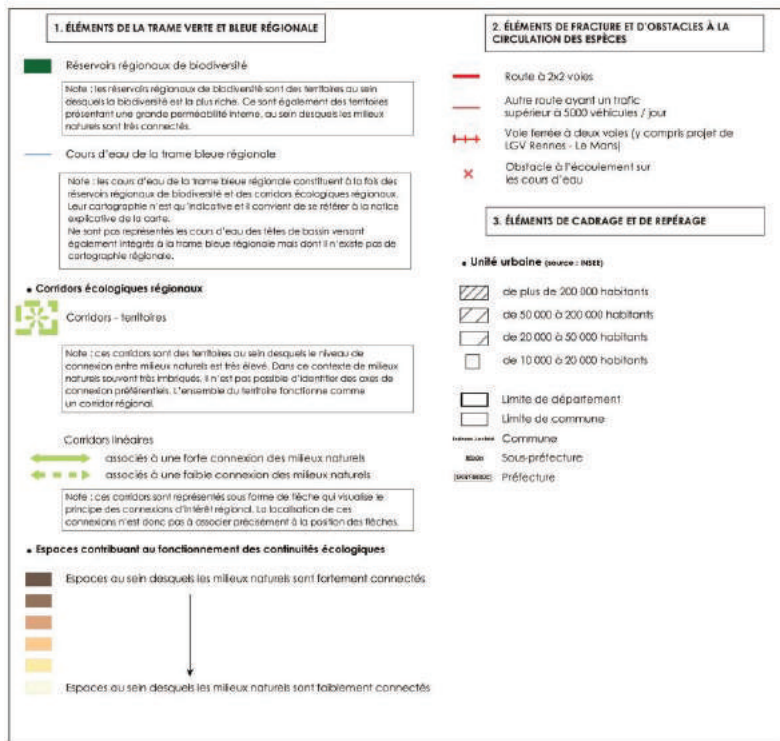 1. ÉLÉMENTS DE LA TRAME VERTE ET BLEUE RÉGIONALE
Réservoirs régionaux de biodiversité
Note : les réservoirs régionaux de biodiversité sont des territoires au sein
desquels la biodiversité est la plus riche. Ce sont également des territoires
présentant une grande perméabilité interne, au sein desquels les milieux
naturels sont très connectés.
Cours d'eau de la trame bleue régionale
Note : les cours d'eau de la trame bleue régionale constituent à la fois des
réservoirs régionaux de biodiversité et des corridors écologiques régionaux.
Leur cartographie n'est qu'indicative et il convient de se référer à la notice
explicative de la carte.
Ne sont pas représentés les cours d'eau des têtes de bassin versant
également intégrés à la trame bleue régionale mais dont il n'existe pas de
cartographie régionale.
• Corridors écologiques régionaux
Corridors - territoires
Note : ces corridors sont des territoires au sein desquels le niveau de
connexion entre milieux naturels est très élevé. Dans ce contexte de milieux
naturels souvent très imbriqués, il n'est pas possible d'identifier des axes de
connexion préférentiels. L'ensemble du territoire fonctionne comme
un corridor régional.
Corridors linéaires
associés à une forte connexion des milieux naturels
associés à une faible connexion des milieux naturels
Note : ces corridors sont représentés sous forme de flèche qui visualise le
principe des connexions d'intérêt régional. La localisation de ces
connexions n'est donc pas à associer précisément à la position des flèches.
• Espaces contribuant au fonctionnement des continuités écologiques
Espaces au sein desquels les milieux naturels sont fortement connectés
Espaces au sein desquels les milieux naturels sont faiblement connectés
2. ÉLÉMENTS DE FRACTURE ET D'OBSTACLES À LA
CIRCULATION DES ESPÈCES
Route à 2x2 voies
Autre route ayant un trafic
supérieur à 5000 véhicules / jour
Voie ferrée à deux voies (y compris projet de
LGV Rennes - Le Mans)
Obstacle à l'écoulement sur
les cours d'eau
3. ÉLÉMENTS DE CADRAGE ET DE REPÉRAGE
• Unité urbaine (source : INSEE)
de plus de 200 000 habitants
de 50 000 à 200 000 habitants
de 20 000 à 50 000 habitants
de 10 000 à 20 000 habitants
Limite de département
Limite de commune
Commune
REDON Sous-préfecture
SAINT-BRIEUC Préfecture